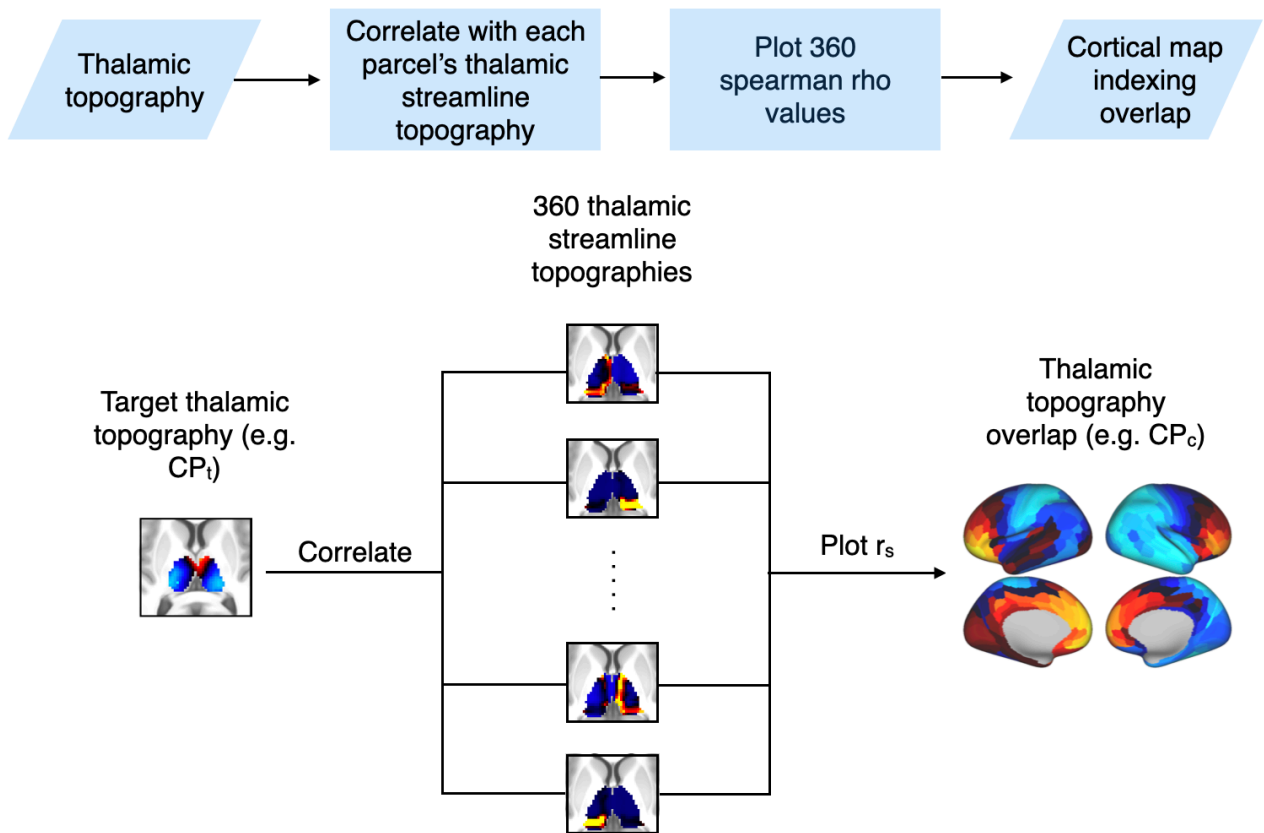 Thalamic
topography
Correlate with each
parcel's thalamic
streamline
topography
Plot 360
spearman rho
values
Cortical map
indexing
overlap
360 thalamic
streamline
topographies
Target thalamic
topography (e.g.
CPt)
Correlate
Plot rs
Thalamic
topography
overlap (e.g. CPc)